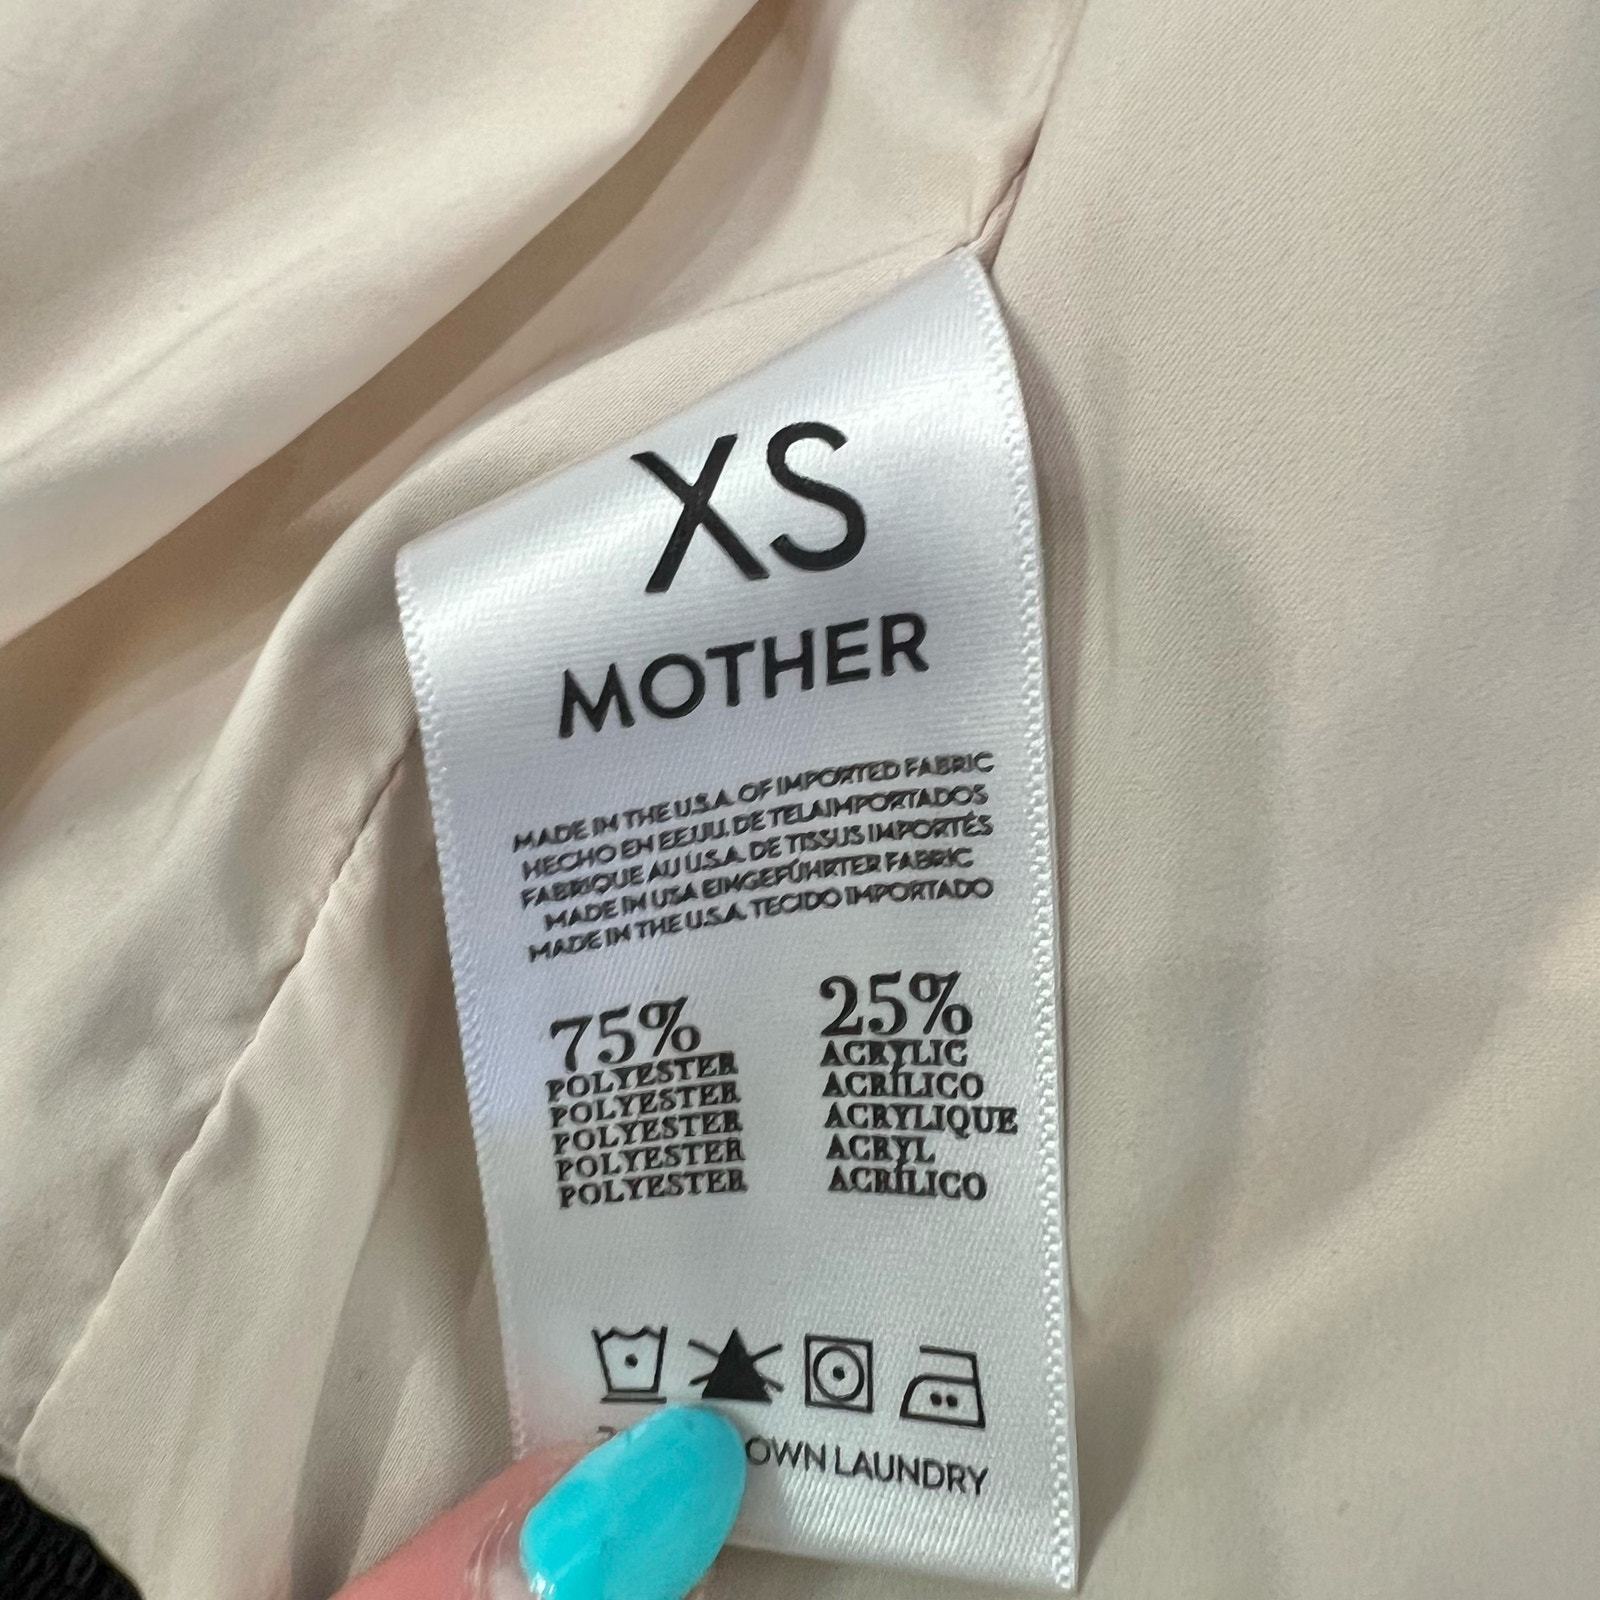 XS
MOTHER
MADE IN THE U.S.A. OF IMPORTED FABRIC
HECHO EN EE.UU. DE TELA IMPORTADOS
FABRIQUE AU U.S.A. DE TISSUS IMPORTÉS
MADE IN USA EINGEFÜHRTER FABRIC
MADE IN THE U.S.A. TECIDO IMPORTADO
75%
POLYESTER
POLYESTER
POLYESTER
POLYESTER
POLYESTER
25%
ACRYLIC
ACRÍLICO
ACRYLIQUE
ACRYL
ACRÍLICO
OWN LAUNDRY